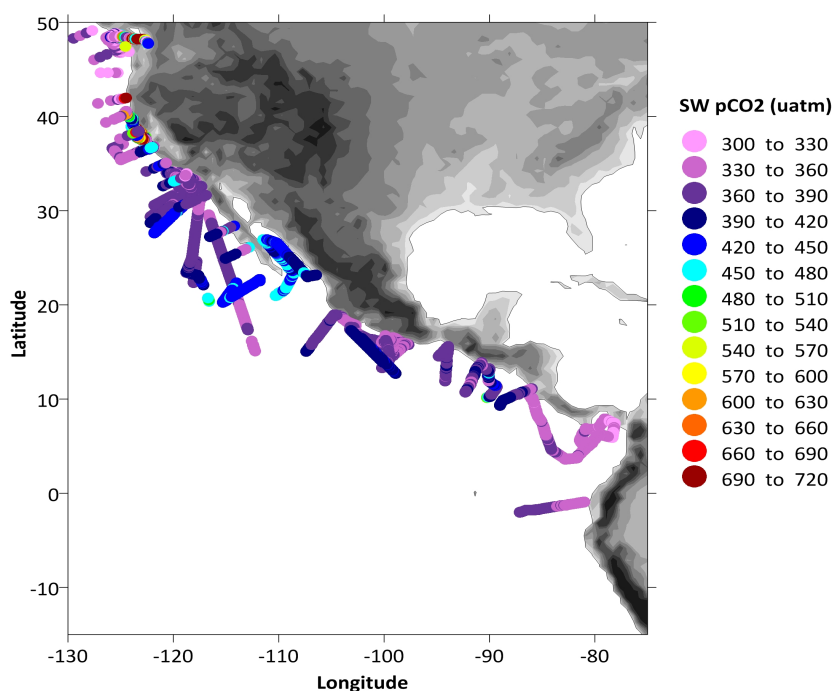 50
40
30
20
10
0
-10
Latitude
-130 -120 -110 -100 -90 -80
Longitude
SW pCO2 (uatm)
300 to 330
330 to 360
360 to 390
390 to 420
420 to 450
450 to 480
480 to 510
510 to 540
540 to 570
570 to 600
600 to 630
630 to 660
660 to 690
690 to 720